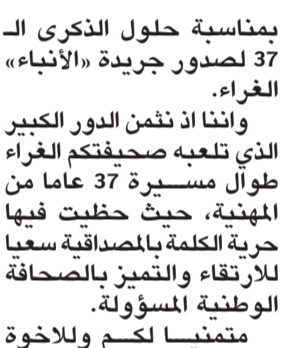 بمناسبة حلول الذكرى الـ
37 لصدور جريدة «الأنباء»
الغراء.
واننا اذ نثمن الدور الكبير
الذي تلعبه صحيفتكم الغراء
طوال مسيرة 37 عاما من
المهنية، حيث حظيت فيها
حرية الكلمة بالمصداقية سعيا
للارتقاء والتميز بالصحافة
الوطنية المسؤولة.
متمنيا لكم وللاخوة